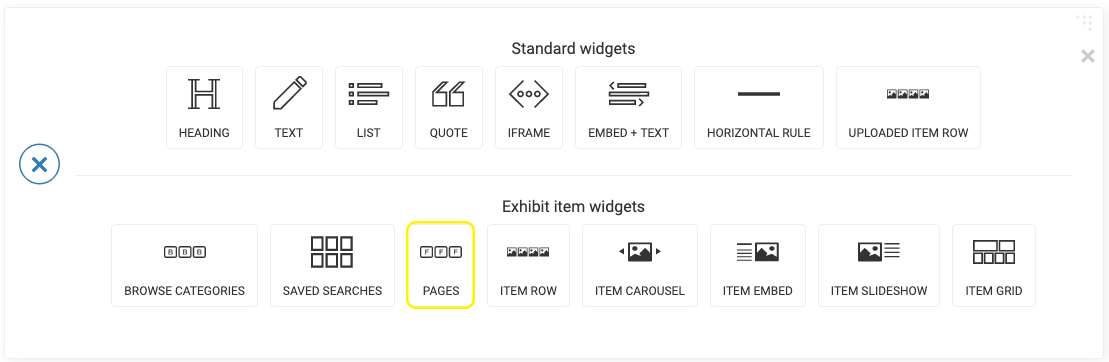 Standard widgets
H
HEADING TEXT LIST QUOTE IFRAME EMBED + TEXT HORIZONTAL RULE UPLOADED ITEM ROW
Exhibit item widgets
B B B F F F
BROWSE CATEGORIES SAVED SEARCHES PAGES ITEM ROW ITEM CAROUSEL ITEM EMBED ITEM SLIDESHOW ITEM GRID